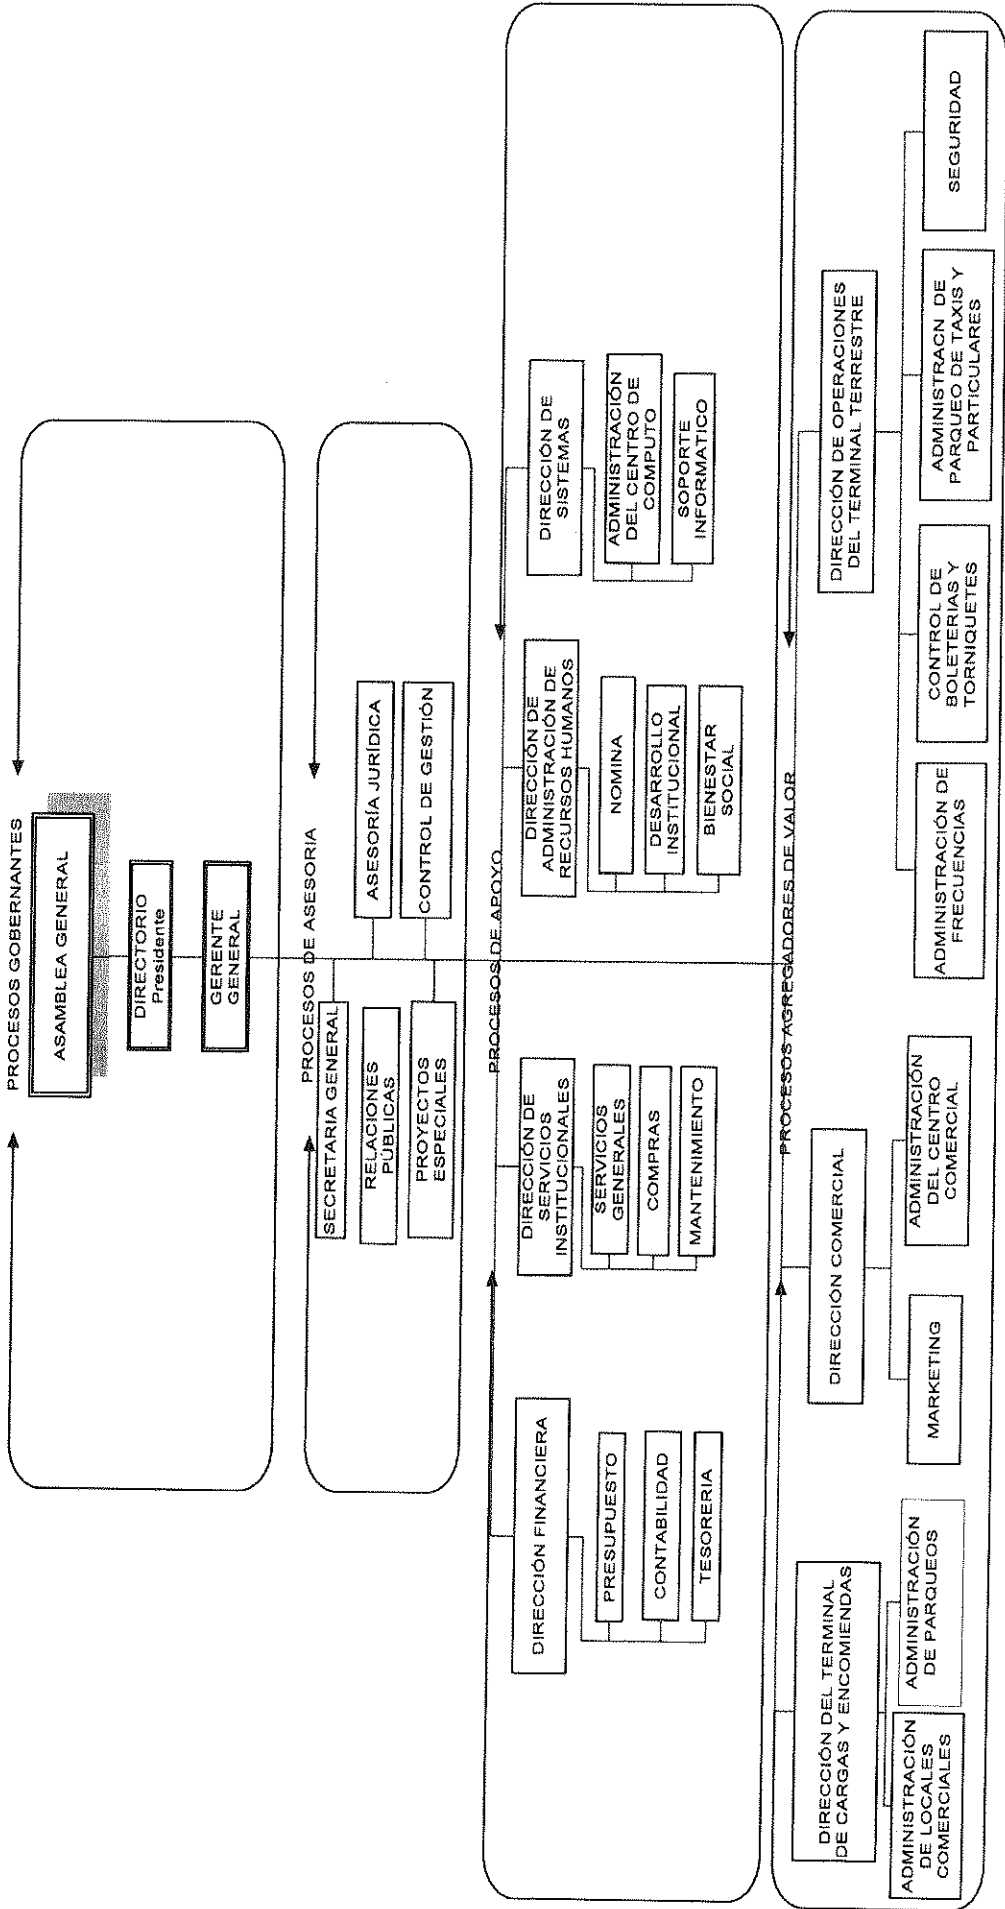 PROCESOS GOBERNANTES
ASAMBLEA GENERAL
DIRECTORIO
Presidente
GERENTE
GENERAL
PROCESOS DE ASESORIA
SECRETARIA GENERAL
RELACIONES
PÚBLICAS
PROYECTOS
ESPECIALES
ASESORÍA JURÍDICA
CONTROL DE GESTIÓN
PROCESOS DE APOYO
DIRECCIÓN FINANCIERA
PRESUPUESTO
CONTABILIDAD
TESORERIA
DIRECCIÓN DE
SERVICIOS
INSTITUCIONALES
SERVICIOS
GENERALES
COMPRAS
MANTENIMIENTO
DIRECCIÓN DE
ADMINISTRACIÓN DE
RECURSOS HUMANOS
NOMINA
DESARROLLO
INSTITUCIONAL
BIENESTAR
SOCIAL
DIRECCIÓN DE
SISTEMAS
ADMINISTRACIÓN
DEL CENTRO DE
COMPUTO
SOPORTE
INFORMATICO
PROCESOS AGREGADORES DE VALOR
DIRECCIÓN DEL TERMINAL
DE CARGAS Y ENCOMIENDAS
ADMINISTRACIÓN
DE LOCALES
COMERCIALES
ADMINISTRACIÓN
DE PARQUEOS
DIRECCIÓN COMERCIAL
MARKETING
ADMINISTRACIÓN
DEL CENTRO
COMERCIAL
DIRECCIÓN DE OPERACIONES
DEL TERMINAL TERRESTRE
ADMINISTRACIÓN DE
FRECUENCIAS
CONTROL DE
BOLETERIAS Y
TORNIQUETES
ADMINISTRACN DE
PARQUEO DE TAXIS Y
PARTICULARES
SEGURIDAD